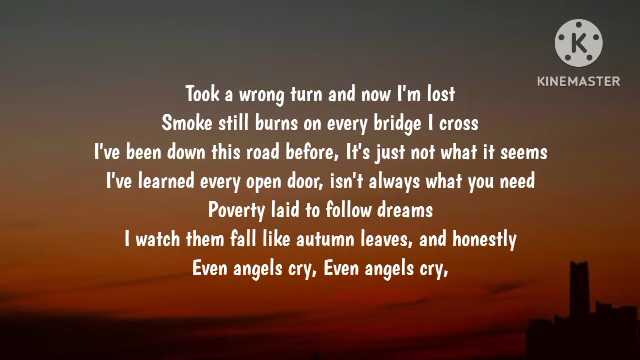 KINEMASTER
Took a wrong turn and now I'm lost
Smoke still burns on every bridge I cross
I've been down this road before, It's just not what it seems
I've learned every open door, isn't always what you need
Poverty laid to follow dreams
I watch them fall like autumn leaves, and honestly
Even angels cry, Even angels cry,